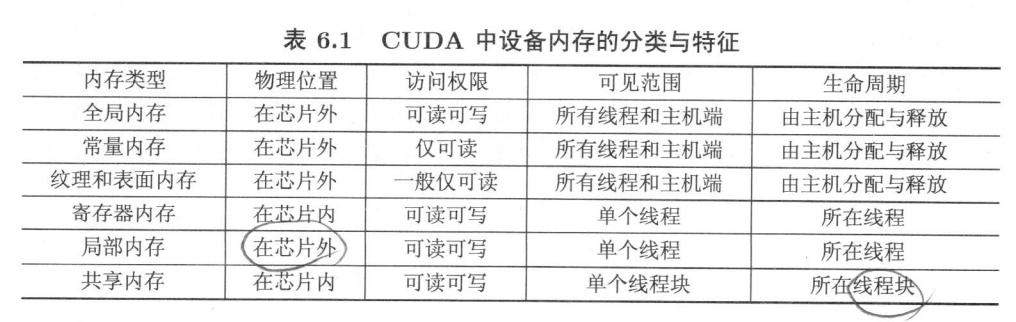 表 6.1 CUDA 中设备内存的分类与特征
内存类型 物理位置 访问权限 可见范围 生命周期
全局内存 在芯片外 可读可写 所有线程和主机端 由主机分配与释放
常量内存 在芯片外 仅可读 所有线程和主机端 由主机分配与释放
纹理和表面内存 在芯片外 一般仅可读 所有线程和主机端 由主机分配与释放
寄存器内存 在芯片内 可读可写 单个线程 所在线程
局部内存 在芯片外 可读可写 单个线程 所在线程
共享内存 在芯片内 可读可写 单个线程块 所在线程块